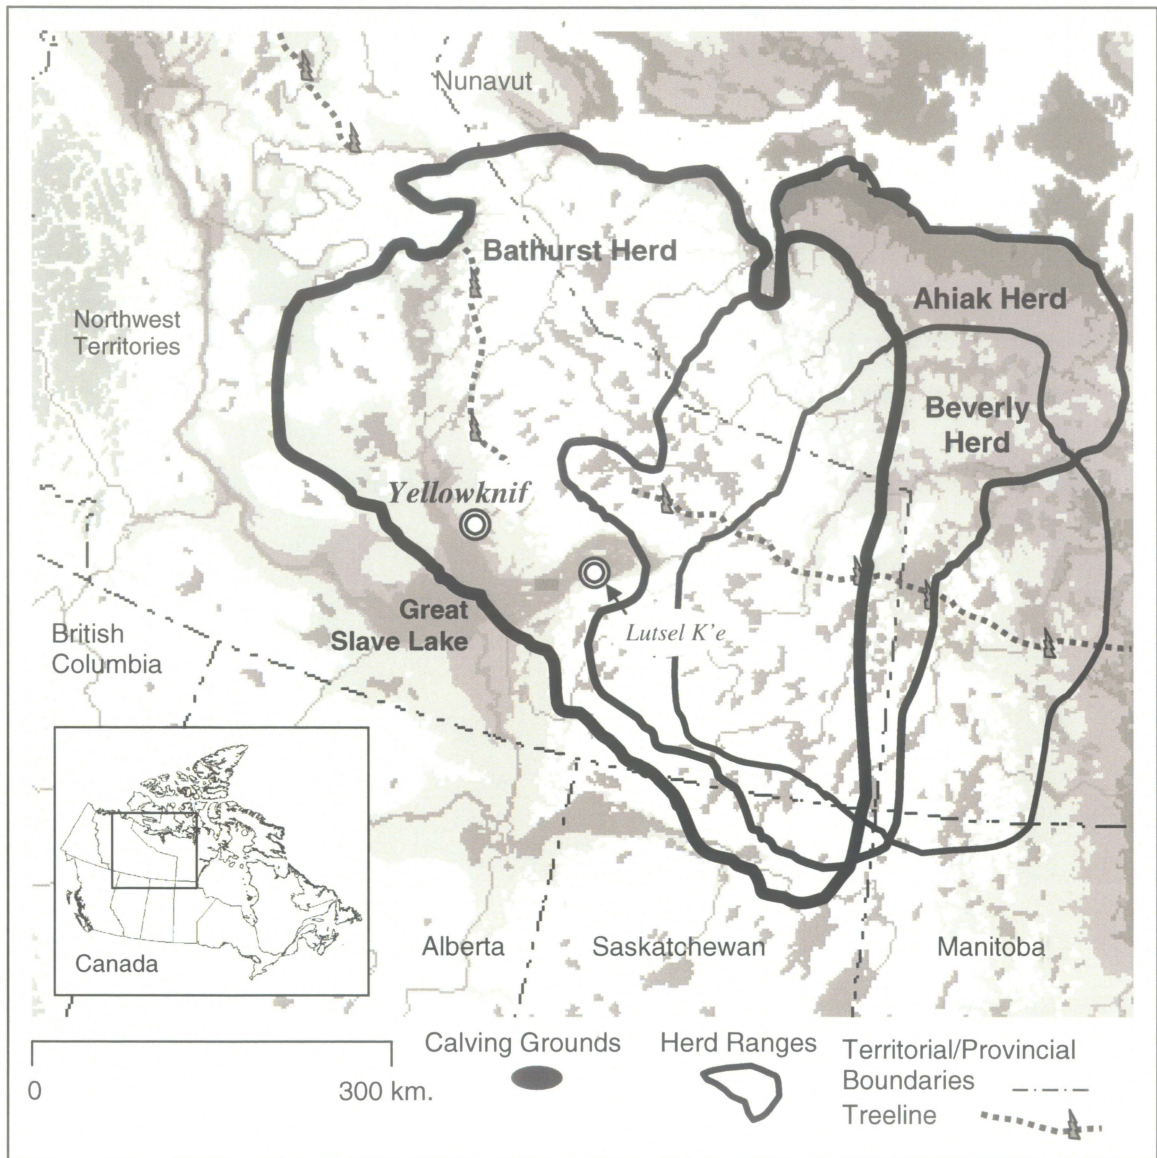 Nunavut
Bathurst Herd
Ahiak Herd
Northwest
Territories
Beverly
Herd
Yellowknif
Great
Slave Lake
Lutsel K'e
British
Columbia
Canada
Alberta
Saskatchewan
Manitoba
0
300 km.
Calving Grounds
Herd Ranges
Territorial/Provincial
Boundaries
Treeline